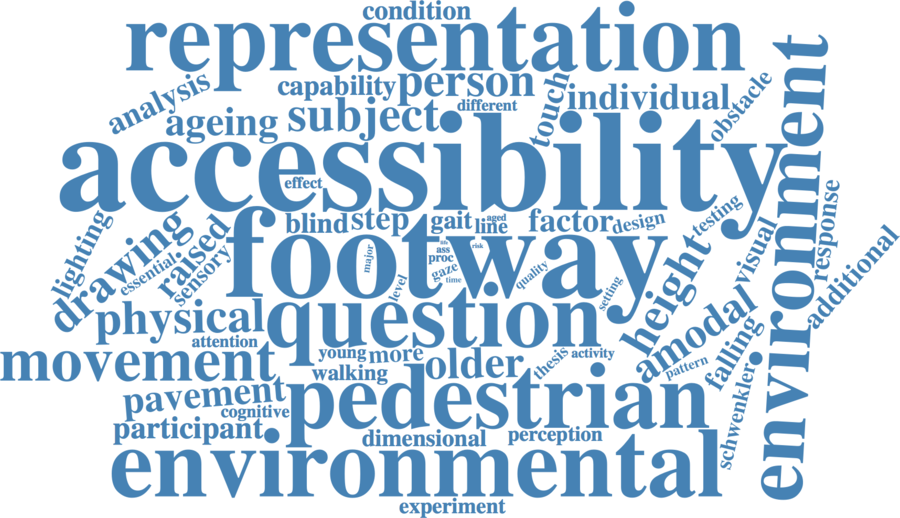 condition
representation
capability
person
analysis
different
touch
individual
obstacle
ageing
subject
accessibility
environment
effect
blind
step
gait
aged
line
factor
design
testing
response
lighting
drawing
raised
essential
sensory
footway
major
life
ass
proc
risk
gaze
time
level
quality
setting
height
visual
additional
physical
question
amodal
attention
falling
movement
young
more
older
thesis
activity
pattern
walking
pavement
cognitive
pedestrian
schwenkler
participant
dimensional
perception
environmental
experiment